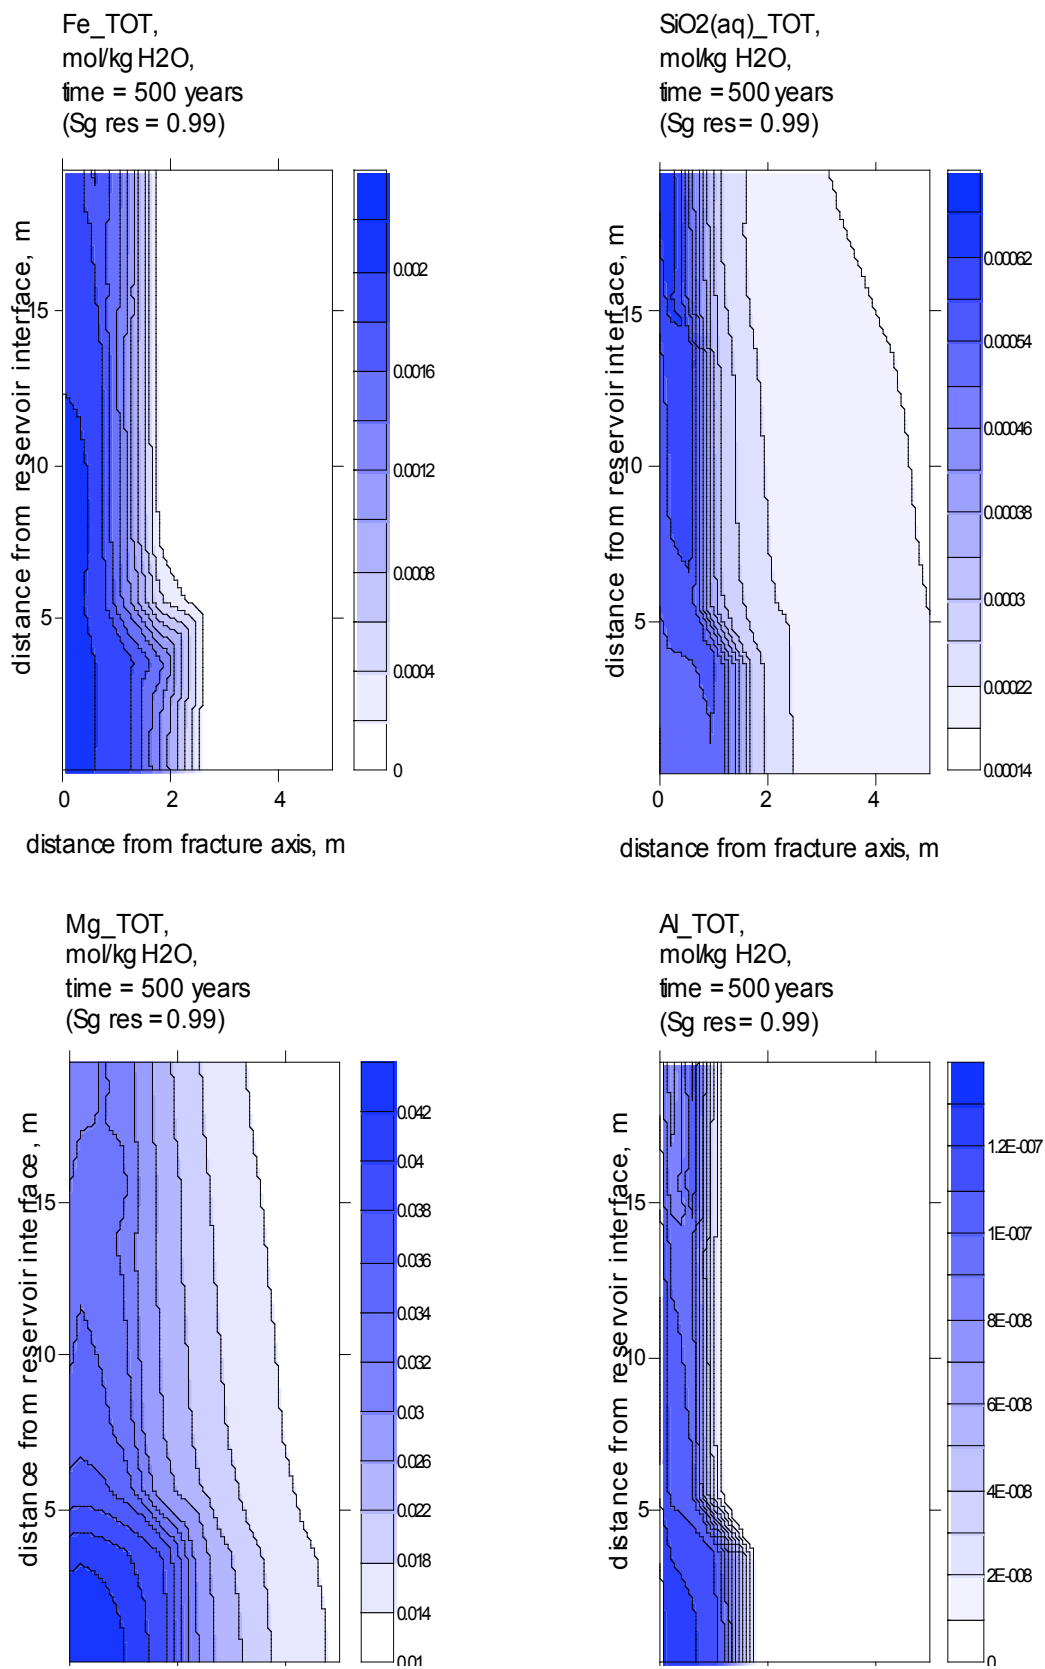 Fe_TOT,
mol/kg H2O,
time = 500 years
(Sg res = 0.99)
distance from reservoir interface, m
15
10
5
0
2
4
distance from fracture axis, m
0.002
0.0016
0.0012
0.0008
0.0004
0
SiO2(aq)_TOT,
mol/kg H2O,
time = 500 years
(Sg res = 0.99)
distance from reservoir interface, m
15
10
5
0
2
4
distance from fracture axis, m
0.00062
0.00054
0.00046
0.00038
0.0003
0.00022
0.00014
Mg_TOT,
mol/kg H2O,
time = 500 years
(Sg res = 0.99)
distance from reservoir interface, m
15
10
5
0.042
0.04
0.038
0.036
0.034
0.032
0.03
0.026
0.022
0.018
0.014
0.01
Al_TOT,
mol/kg H2O,
time = 500 years
(Sg res = 0.99)
distance from reservoir interface, m
15
10
5
1.2E-007
1E-007
8E-008
6E-008
4E-008
2E-008
0